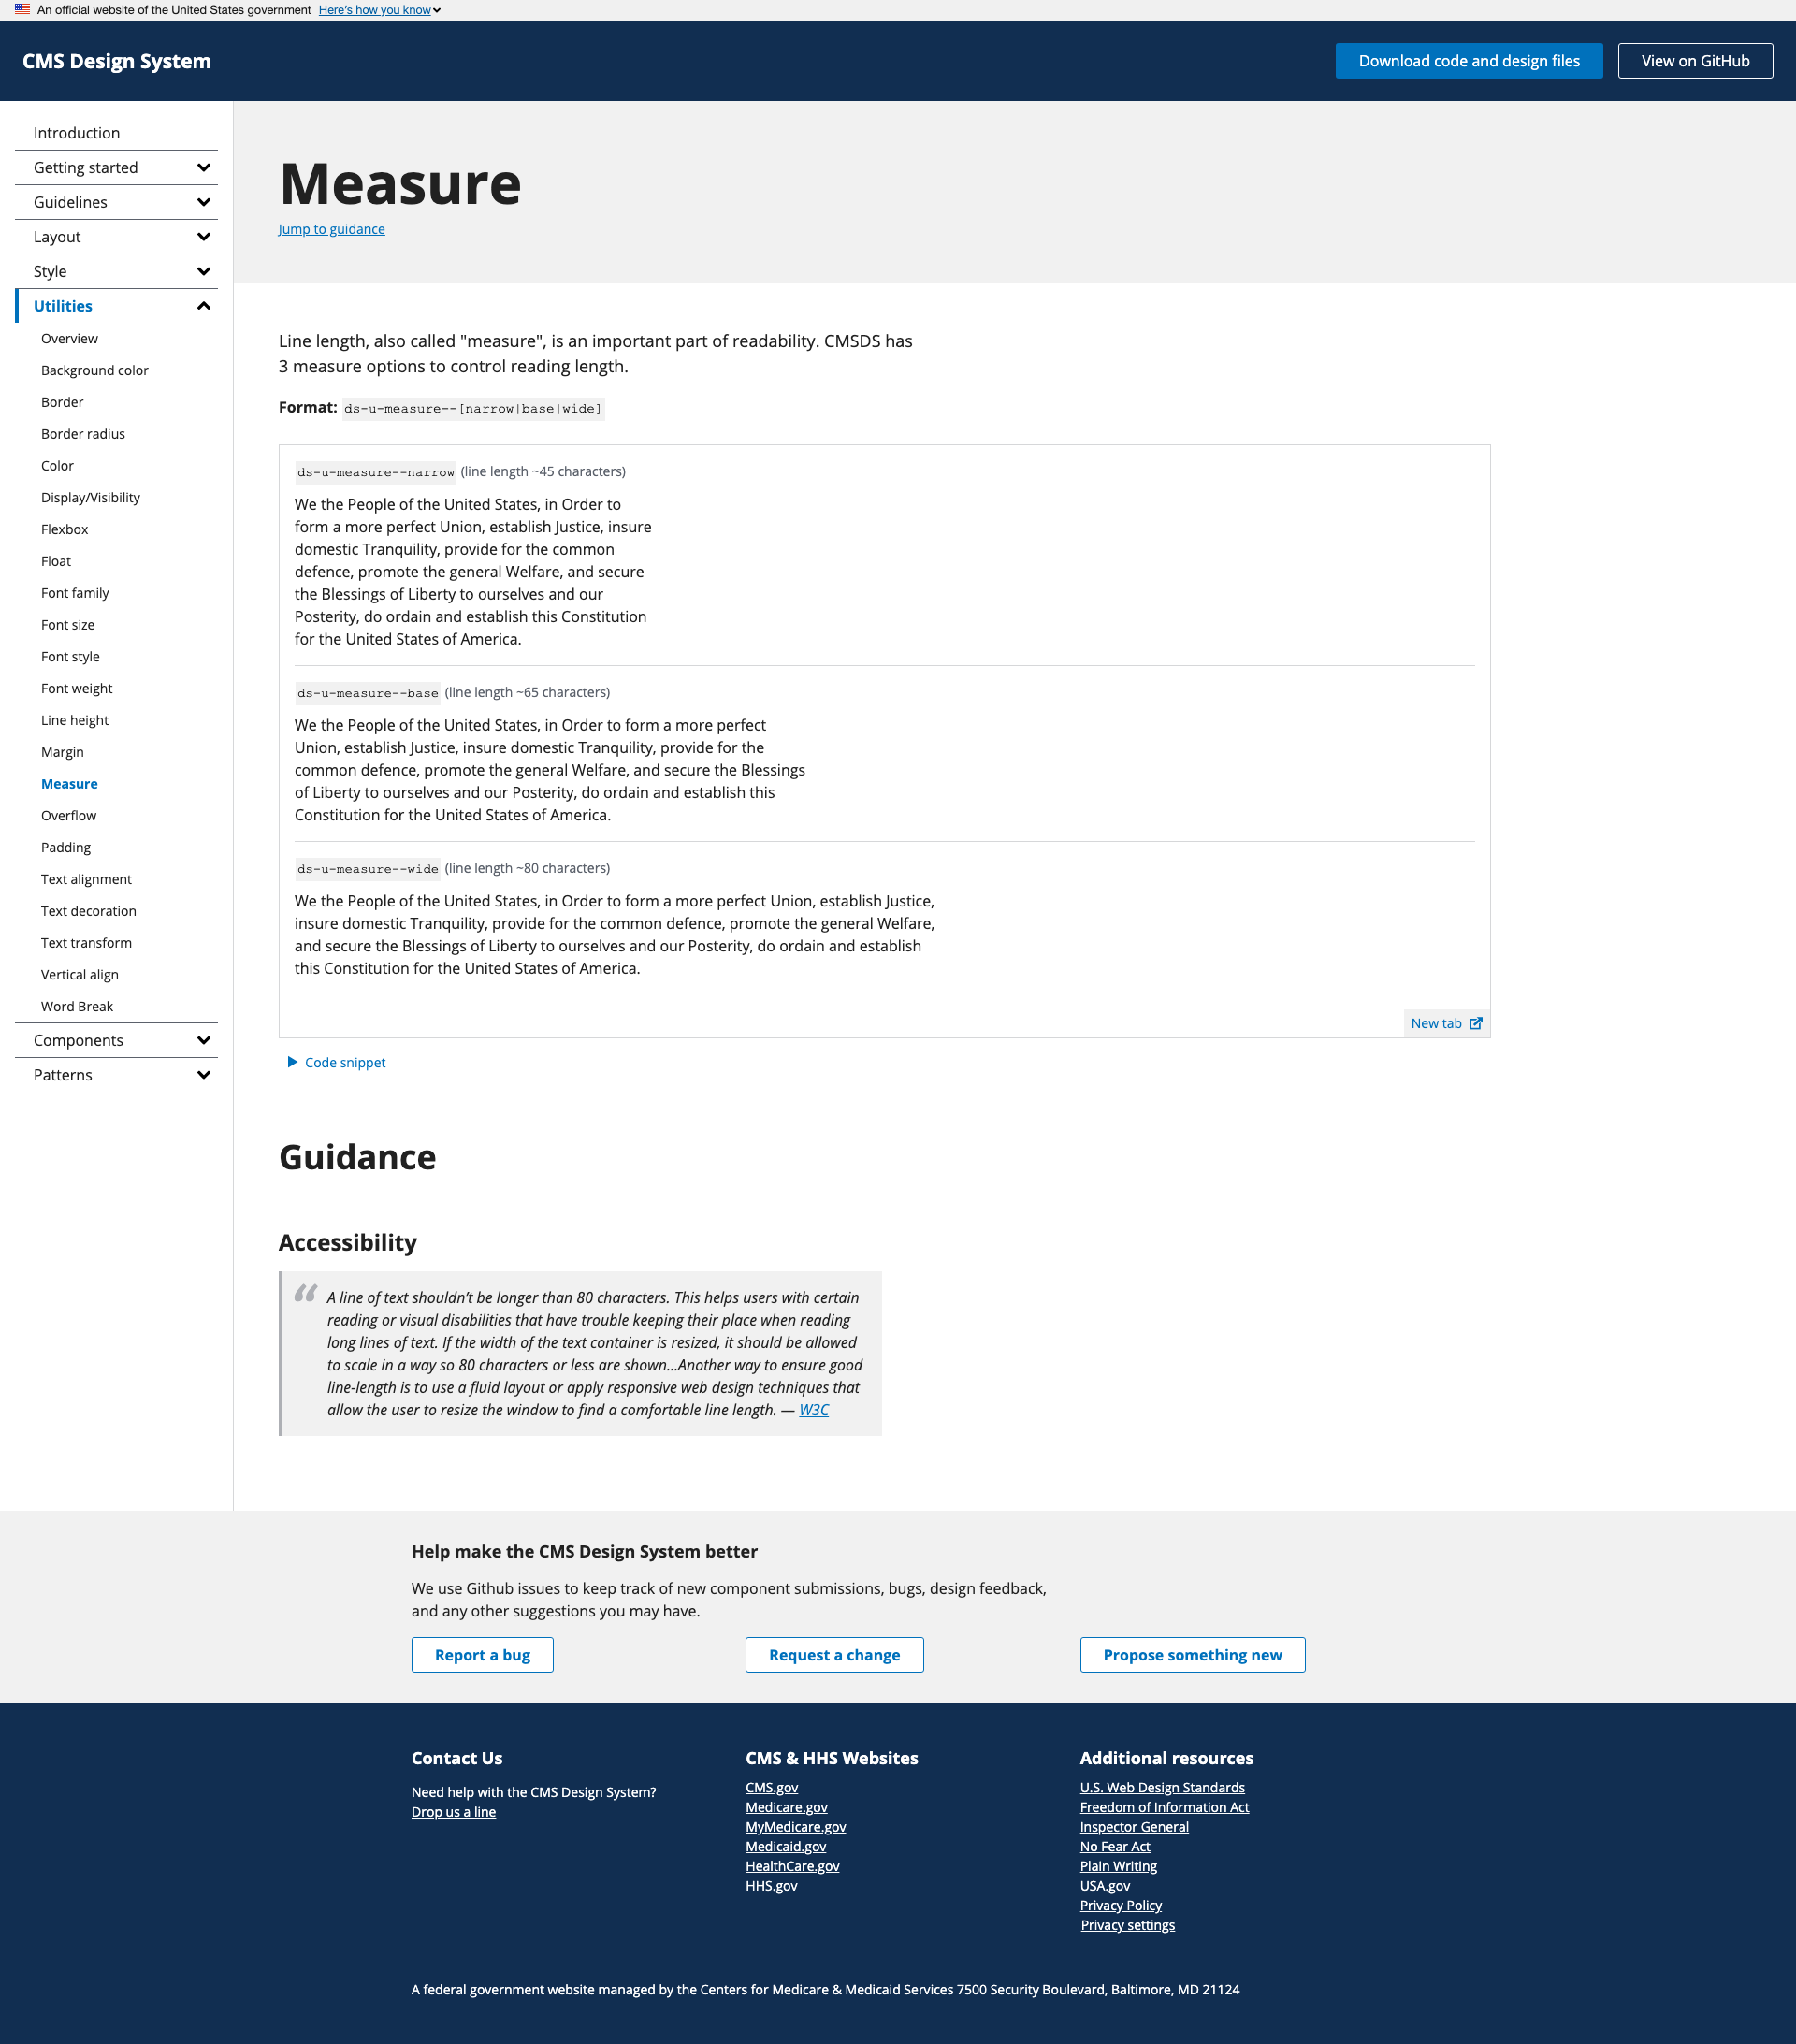 An official website of the United States government Here's how you know
CMS Design System
Download code and design files
View on GitHub
Introduction
Getting started
Guidelines
Layout
Style
Utilities
Overview
Background color
Border
Border radius
Color
Display/Visibility
Flexbox
Float
Font family
Font size
Font style
Font weight
Line height
Margin
Measure
Overflow
Padding
Text alignment
Text decoration
Text transform
Vertical align
Word Break
Components
Patterns
Measure
Jump to guidance
Line length, also called "measure", is an important part of readability. CMSDS has
3 measure options to control reading length.
Format: ds-u-measure--[narrow|base|wide]
ds-u-measure--narrow (line length ~45 characters)
We the People of the United States, in Order to
form a more perfect Union, establish Justice, insure
domestic Tranquility, provide for the common
defence, promote the general Welfare, and secure
the Blessings of Liberty to ourselves and our
Posterity, do ordain and establish this Constitution
for the United States of America.
ds-u-measure--base (line length ~65 characters)
We the People of the United States, in Order to form a more perfect
Union, establish Justice, insure domestic Tranquility, provide for the
common defence, promote the general Welfare, and secure the Blessings
of Liberty to ourselves and our Posterity, do ordain and establish this
Constitution for the United States of America.
ds-u-measure--wide (line length ~80 characters)
We the People of the United States, in Order to form a more perfect Union, establish Justice,
insure domestic Tranquility, provide for the common defence, promote the general Welfare,
and secure the Blessings of Liberty to ourselves and our Posterity, do ordain and establish
this Constitution for the United States of America.
New tab
Code snippet
Guidance
Accessibility
“ A line of text shouldn’t be longer than 80 characters. This helps users with certain
reading or visual disabilities that have trouble keeping their place when reading
long lines of text. If the width of the text container is resized, it should be allowed
to scale in a way so 80 characters or less are shown...Another way to ensure good
line-length is to use a fluid layout or apply responsive web design techniques that
allow the user to resize the window to find a comfortable line length. — W3C
Help make the CMS Design System better
We use Github issues to keep track of new component submissions, bugs, design feedback,
and any other suggestions you may have.
Report a bug
Request a change
Propose something new
Contact Us
Need help with the CMS Design System?
Drop us a line
CMS & HHS Websites
CMS.gov
Medicare.gov
MyMedicare.gov
Medicaid.gov
HealthCare.gov
HHS.gov
Additional resources
U.S. Web Design Standards
Freedom of Information Act
Inspector General
No Fear Act
Plain Writing
USA.gov
Privacy Policy
Privacy settings
A federal government website managed by the Centers for Medicare & Medicaid Services 7500 Security Boulevard, Baltimore, MD 21124